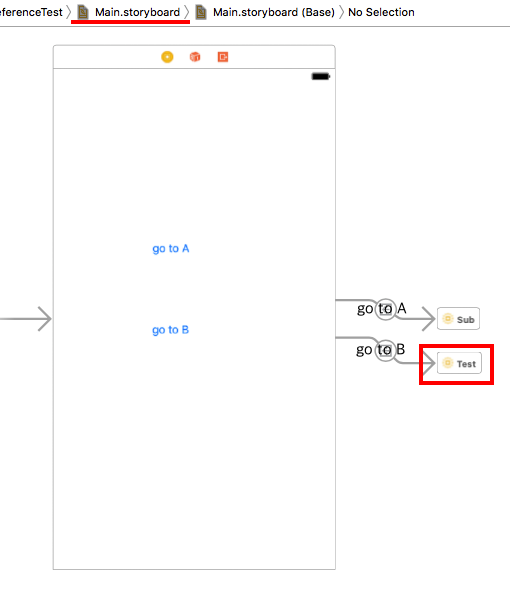 eferenceTest 〉 Main.storyboard 〉 Main.storyboard (Base) 〉 No Selection
go to A
go to B
go to A
Sub
go to B
Test